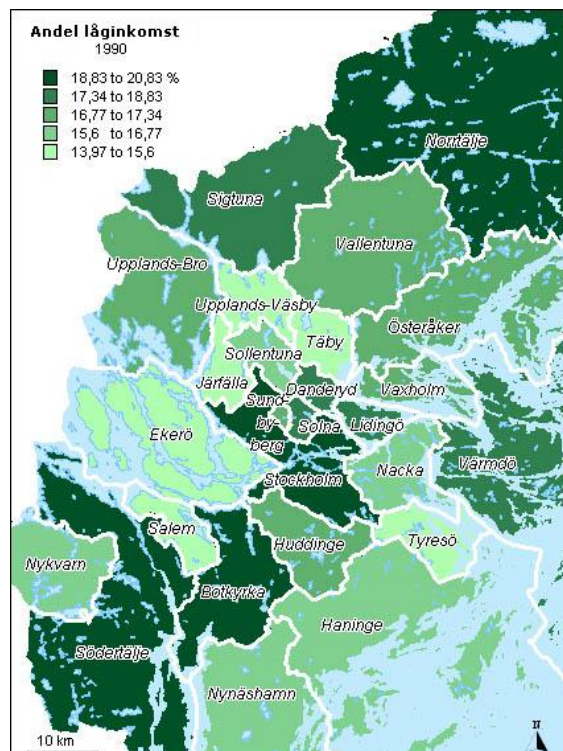 Andel låginkomst
1990
18,83 to 20,83 %
17,34 to 18,83
16,77 to 17,34
15,6 to 16,77
13,97 to 15,6
Norrtälje
Sigtuna
Vallentuna
Upplands-Bro
Upplands-Väsby
Österåker
Täby
Sollentuna
Järfälla
Danderyd
Vaxholm
Sund-
by-
berg
Solna
Lidingö
Ekerö
Nacka
Värmdö
Stockholm
Salem
Huddinge
Tyresö
Nykvarn
Botkyrka
Haninge
Södertälje
Nynäshamn
10 km
N